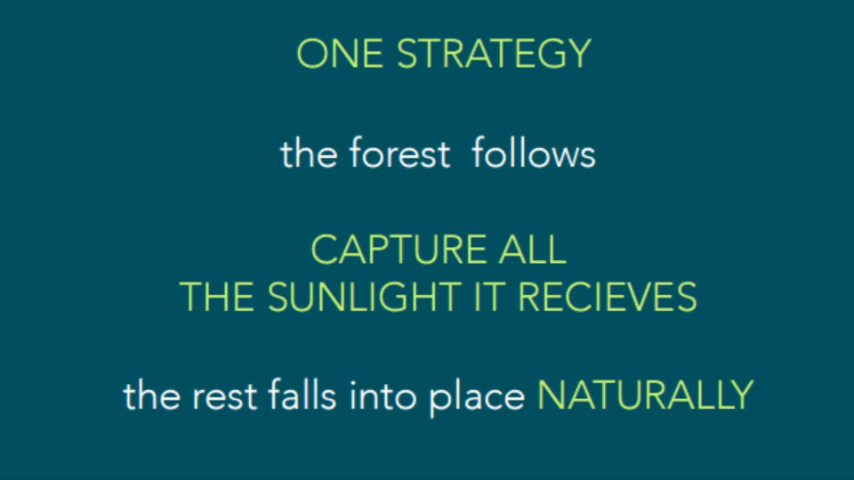 ONE STRATEGY
the forest follows
CAPTURE ALL
THE SUNLIGHT IT RECIEVES
the rest falls into place NATURALLY